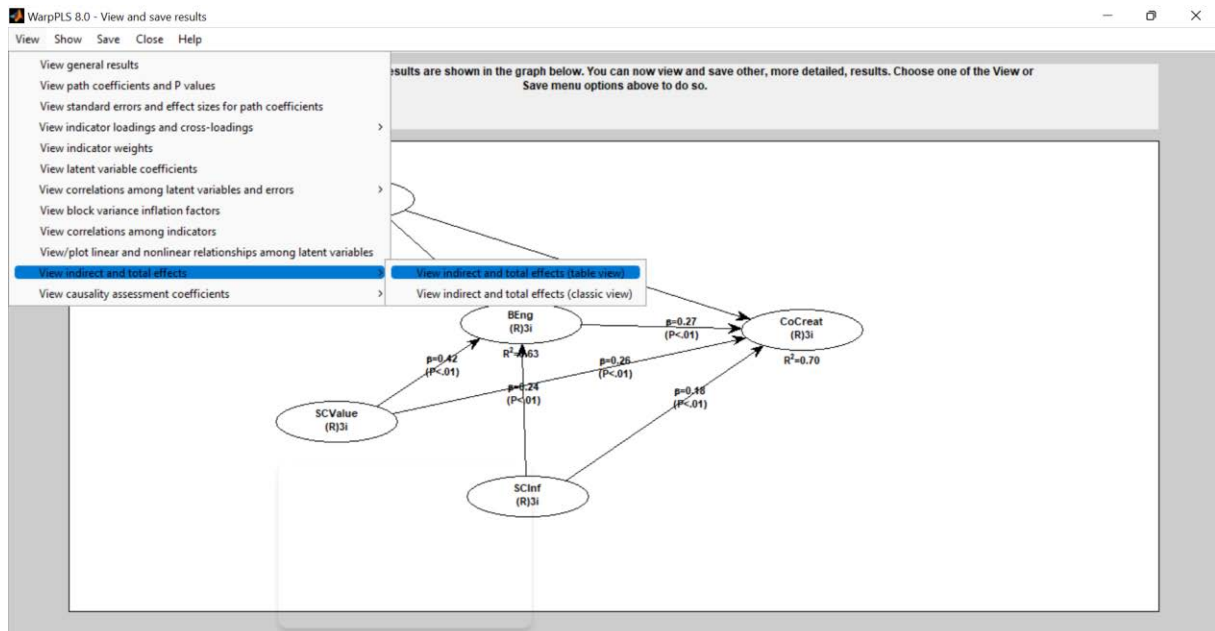 WarpPLS 8.0 - View and save results
View Show Save Close Help
View general results
View path coefficients and P values
View standard errors and effect sizes for path coefficients
View indicator loadings and cross-loadings
View indicator weights
View latent variable coefficients
View correlations among latent variables and errors
View block variance inflation factors
View correlations among indicators
View/plot linear and nonlinear relationships among latent variables
View indirect and total effects
View causality assessment coefficients
View indirect and total effects (table view)
View indirect and total effects (classic view)
esults are shown in the graph below. You can now view and save other, more detailed, results. Choose one of the View or
Save menu options above to do so.
BEng
(R)3i
R²=0.63
β=0.27
(P<.01)
CoCreat
(R)3i
R²=0.70
β=0.42
(P<.01)
β=0.26
(P<.01)
β=0.24
(P<.01)
β=0.18
(P<.01)
SCValue
(R)3i
SCInf
(R)3i